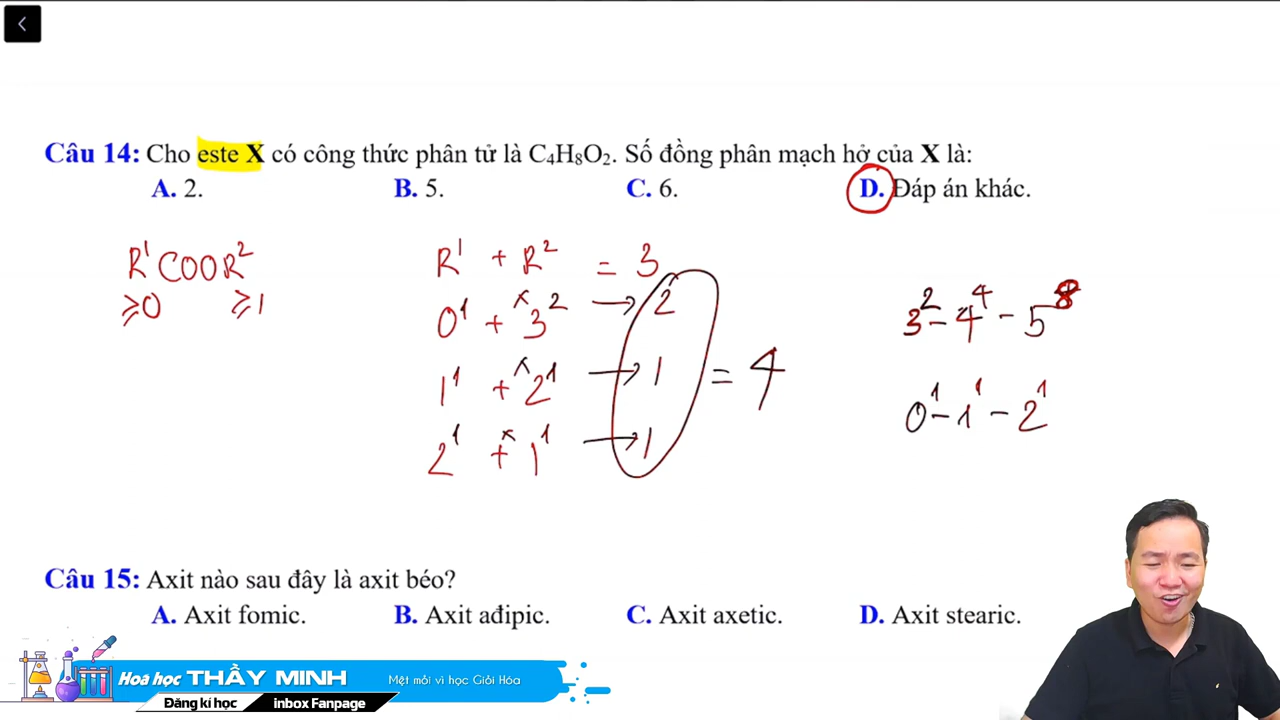 Câu 14: Cho este X có công thức phân tử là C₄H₈O₂. Số đồng phân mạch hở của X là:
A. 2. B. 5. C. 6. D. Đáp án khác.
R¹COOR²
≥0 ≥1
R¹ + R² = 3
0¹ +ˣ 3² → 2
1¹ +ˣ 2¹ → 1
2¹ +ˣ 1¹ → 1
= 4
3² - 4⁴ - 5⁸
0¹ - 1¹ - 2¹
Câu 15: Axit nào sau đây là axit béo?
A. Axit fomic. B. Axit ađipic. C. Axit axetic. D. Axit stearic.
Hoá học THẦY MINH Mệt mỏi vì học Giỏi Hóa
Đăng kí học inbox Fanpage